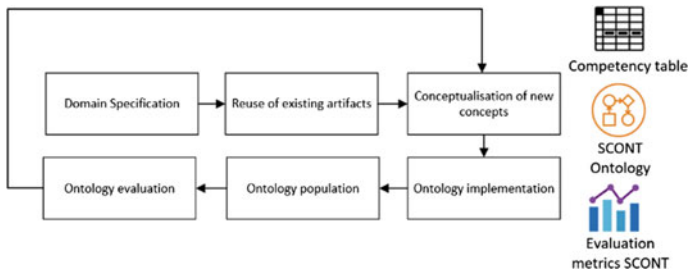 Domain Specification
Reuse of existing artifacts
Conceptualisation of new
concepts
Ontology evaluation
Ontology population
Ontology implementation
Competency table
SCONT
Ontology
Evaluation
metrics SCONT